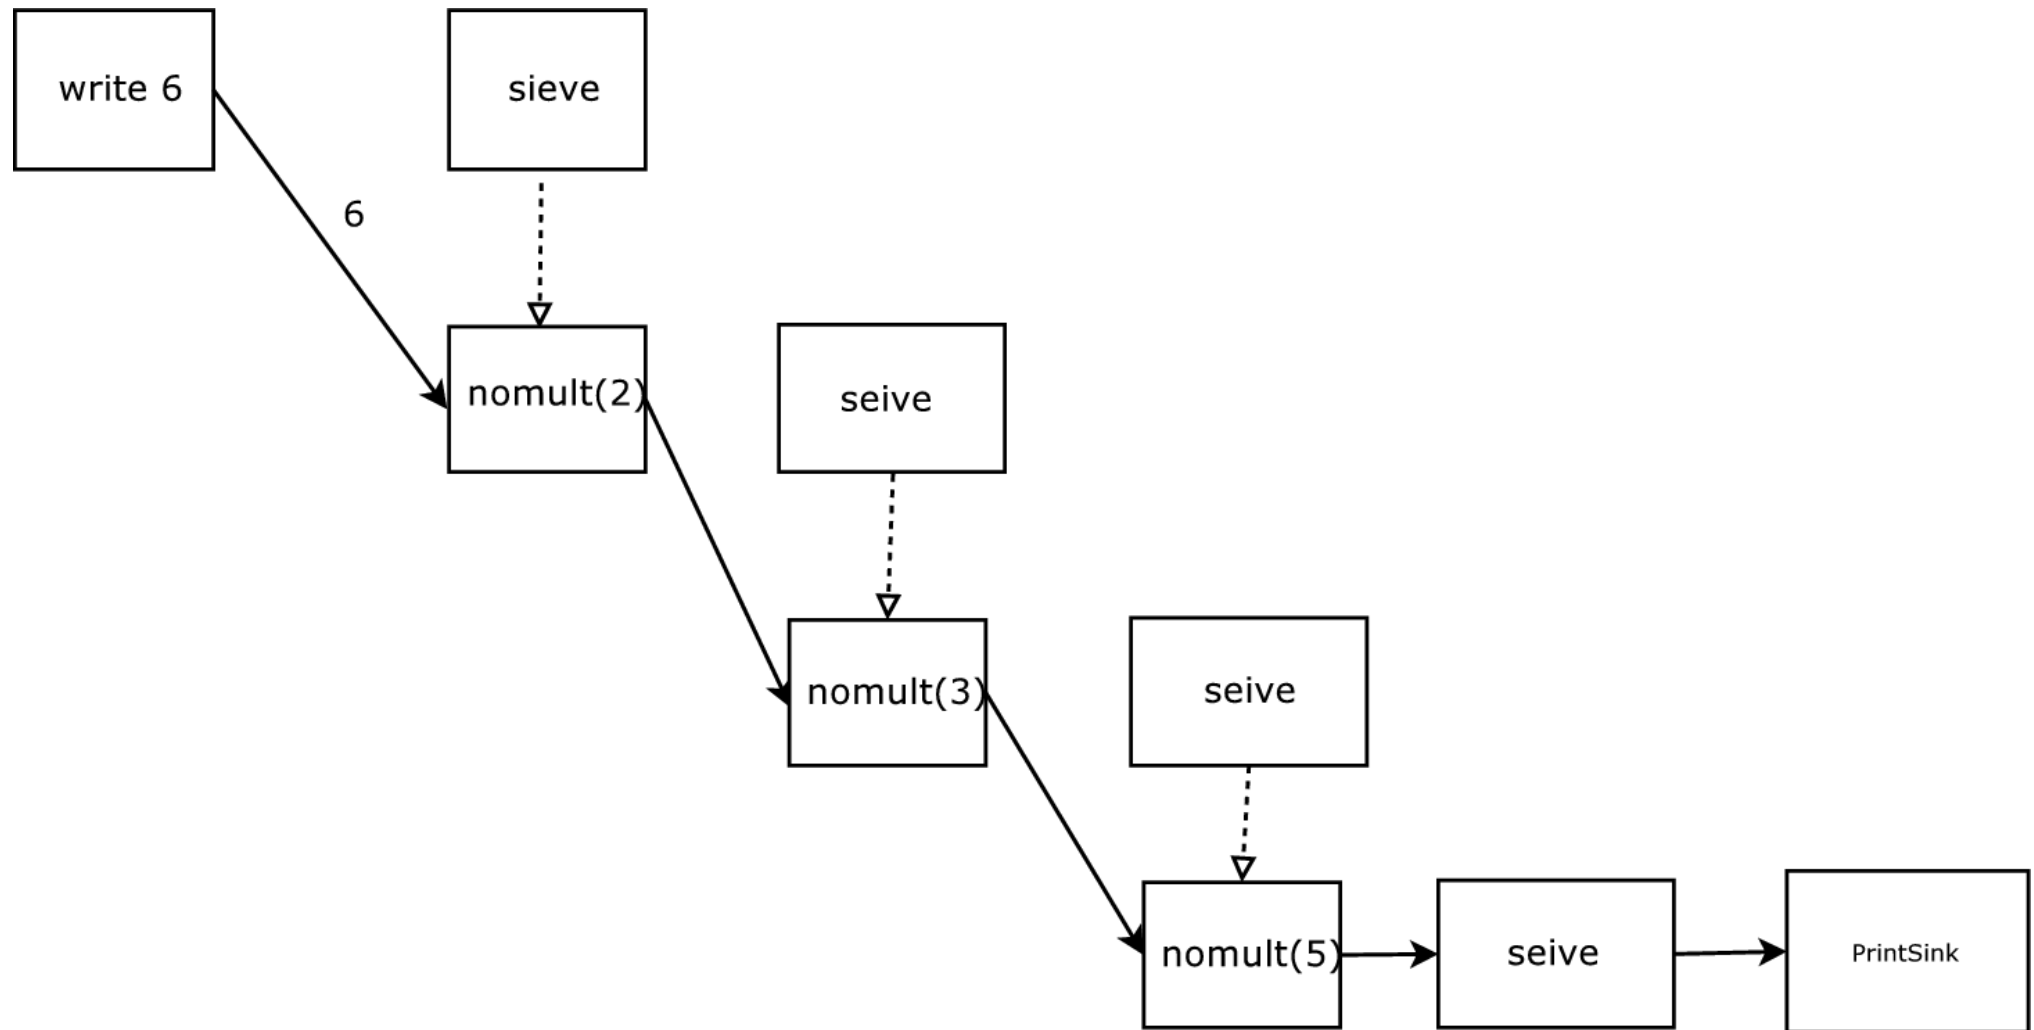 write 6
sieve
6
nomult(2)
seive
nomult(3)
seive
nomult(5)
seive
PrintSink